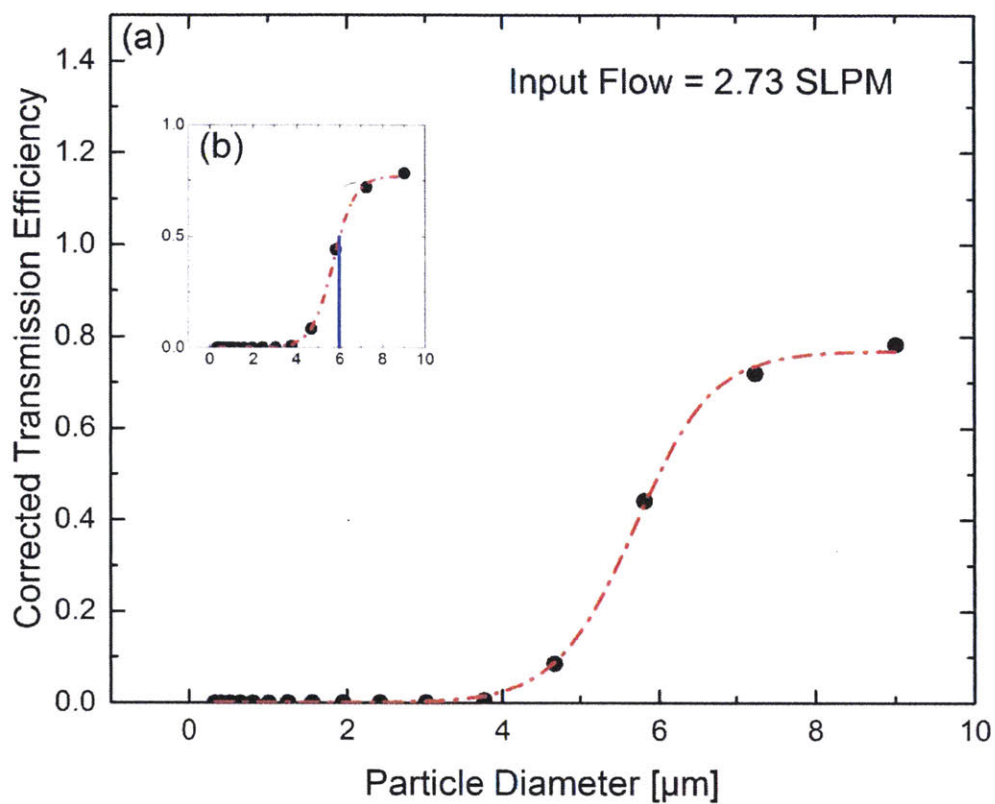 (a)
Input Flow = 2.73 SLPM
Corrected Transmission Efficiency
1.4
1.2
1.0
0.8
0.6
0.4
0.2
0.0
(b)
1.0
0.5
0.0
0 2 4 6 8 10
0 2 4 6 8 10
Particle Diameter [µm]